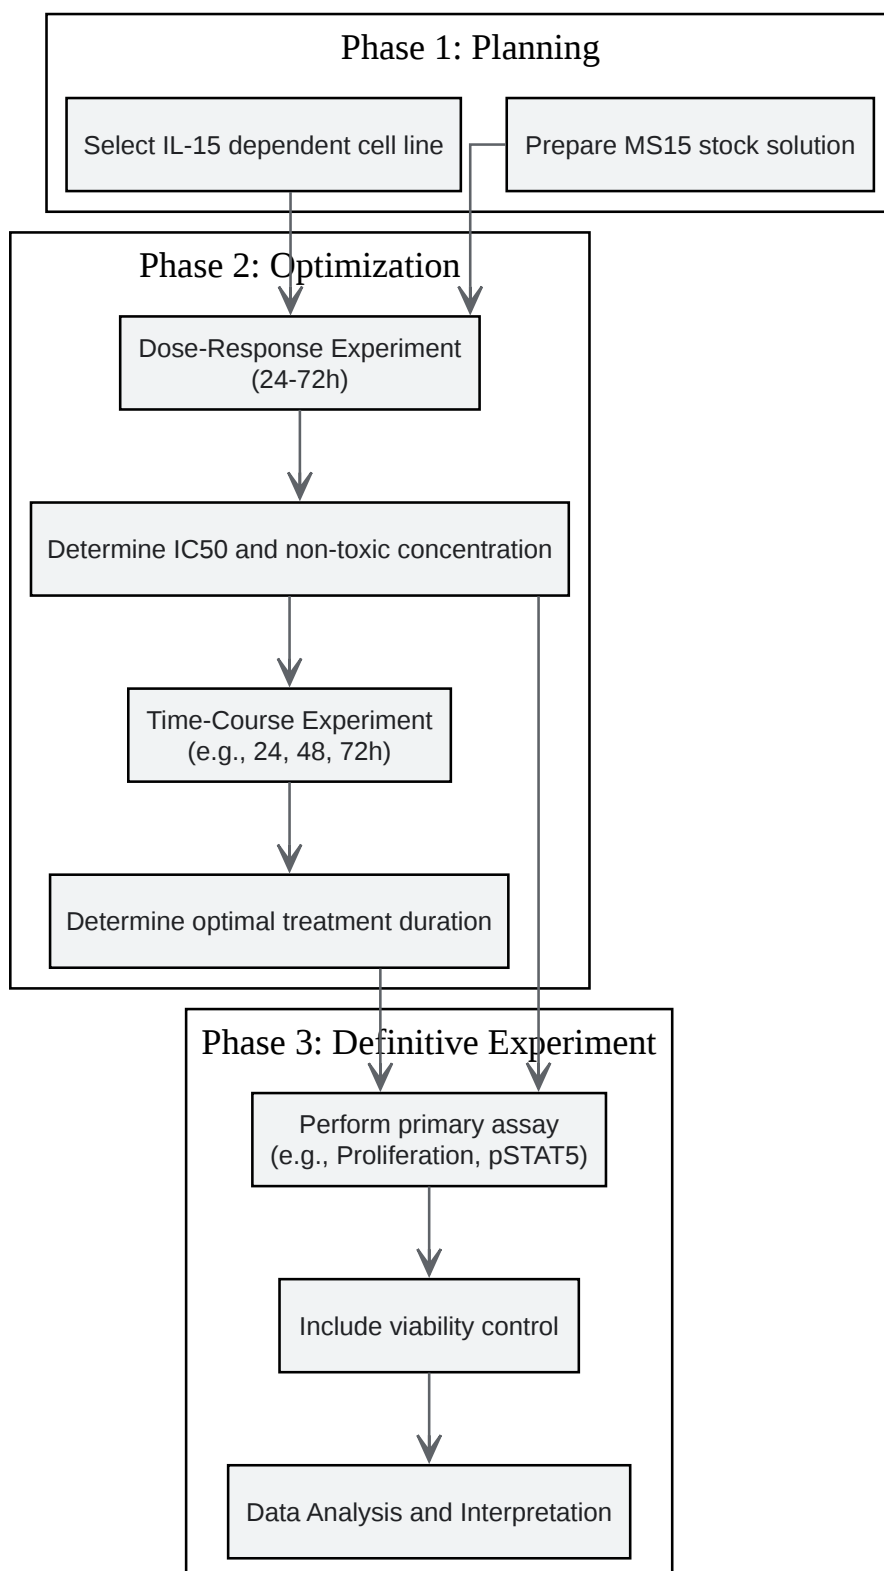 Phase 1: Planning
Select IL-15 dependent cell line
Prepare MS15 stock solution
Phase 2: Optimization
Dose-Response Experiment
(24-72h)
Determine IC50 and non-toxic concentration
Time-Course Experiment
(e.g., 24, 48, 72h)
Determine optimal treatment duration
Phase 3: Definitive Experiment
Perform primary assay
(e.g., Proliferation, pSTAT5)
Include viability control
Data Analysis and Interpretation